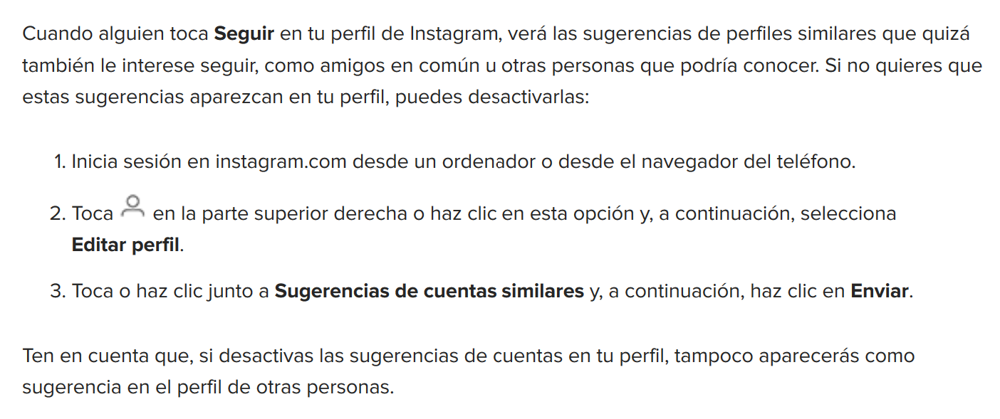 Cuando alguien toca Seguir en tu perfil de Instagram, verá las sugerencias de perfiles similares que quizá
también le interese seguir, como amigos en común u otras personas que podría conocer. Si no quieres que
estas sugerencias aparezcan en tu perfil, puedes desactivarlas:
1. Inicia sesión en instagram.com desde un ordenador o desde el navegador del teléfono.
2. Toca en la parte superior derecha o haz clic en esta opción y, a continuación, selecciona
Editar perfil.
3. Toca o haz clic junto a Sugerencias de cuentas similares y, a continuación, haz clic en Enviar.
Ten en cuenta que, si desactivas las sugerencias de cuentas en tu perfil, tampoco aparecerás como
sugerencia en el perfil de otras personas.